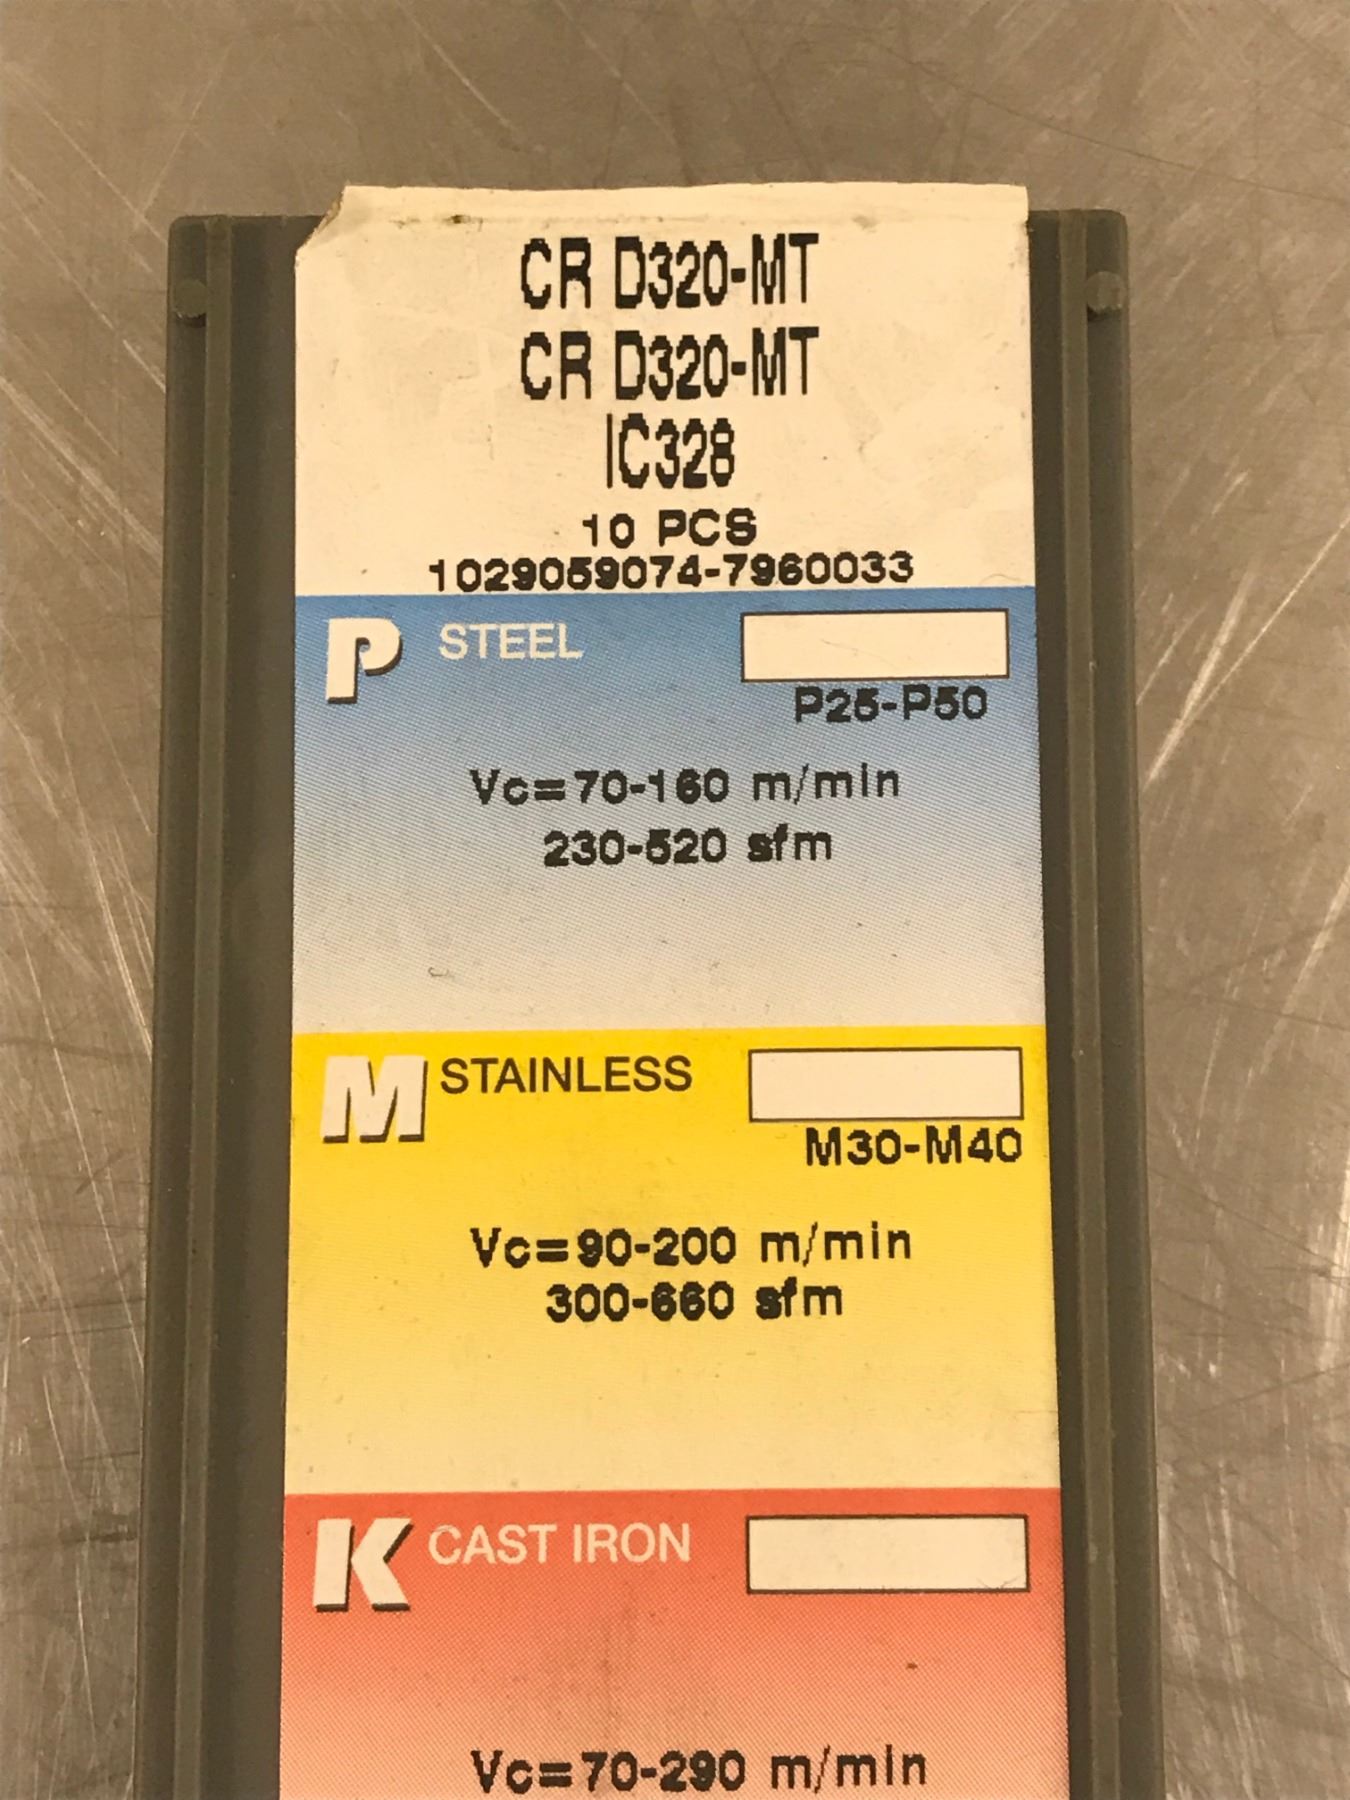 CR D320-MT
CR D320-MT
IC328
10 PCS
1029059074-7960033
P STEEL
P25-P50
Vc=70-160 m/min
230-520 sfm
M STAINLESS
M30-M40
Vc=90-200 m/min
300-660 sfm
K CAST IRON
Vc=70-290 m/min